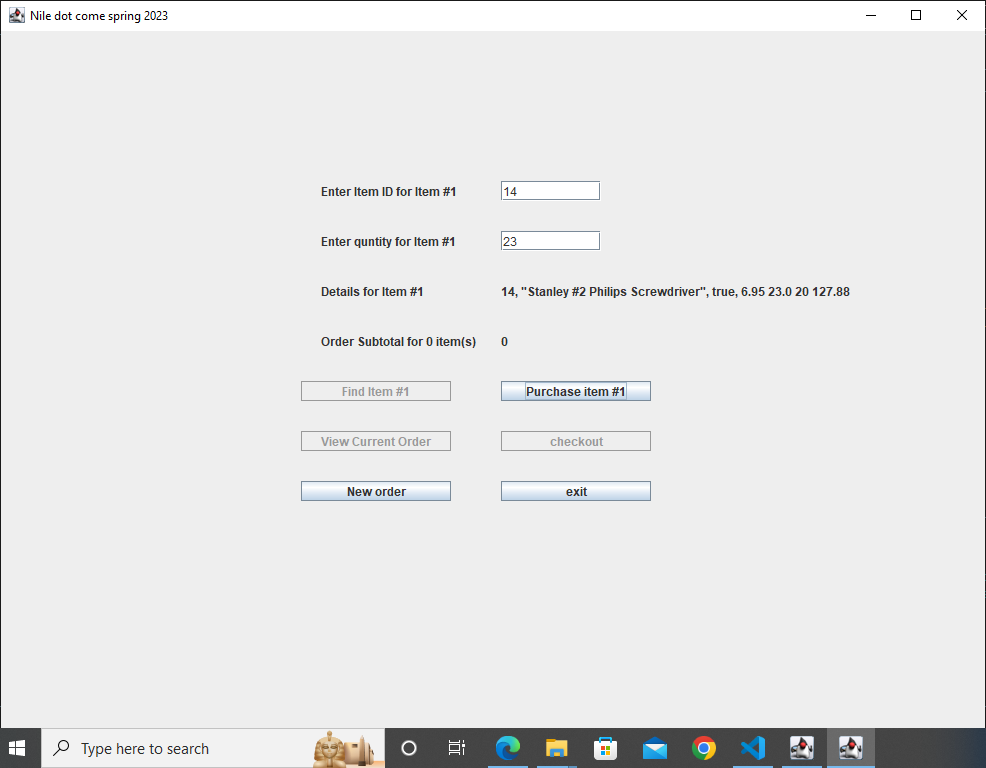 Nile dot come spring 2023
Enter Item ID for Item #1 14
Enter quntity for Item #1 23
Details for Item #1 14, "Stanley #2 Philips Screwdriver", true, 6.95 23.0 20 127.88
Order Subtotal for 0 item(s) 0
Find Item #1 Purchase item #1
View Current Order checkout
New order exit
Type here to search